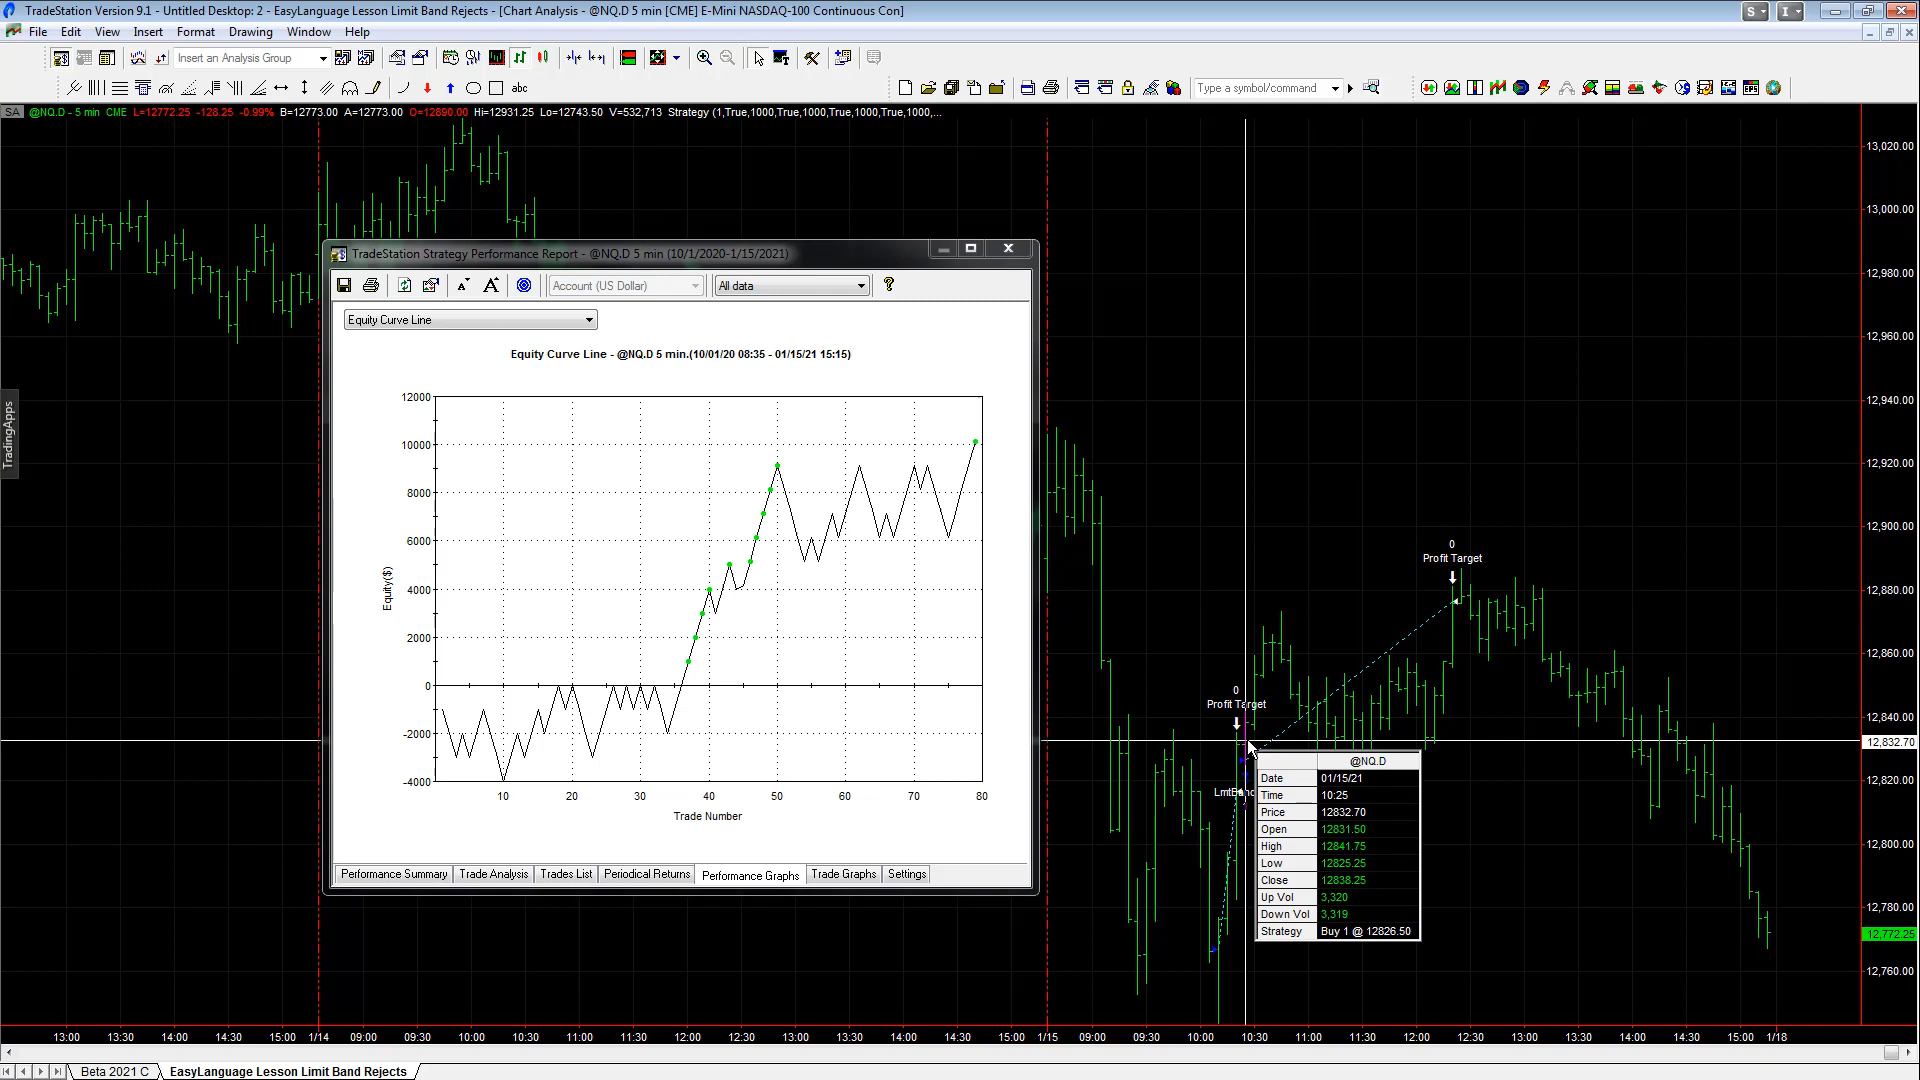 TradeStation Version 9.1 - Untitled Desktop: 2 - EasyLanguage Lesson Limit Band Rejects - [Chart Analysis - @NQ.D 5 min [CME] E-Mini NASDAQ-100 Continuous Con]
S I
File Edit View Insert Format Drawing Window Help
Insert an Analysis Group
abc
Type a symbol/command
EPS
SA @NQ.D - 5 min CME L=12772.25 -128.25 -0.99% B=12773.00 A=12773.00 O=12890.00 Hi=12931.25 Lo=12743.50 V=532,713 Strategy (1,True,1000,True,1000,True,1000,True,1000,...
13,020.00
13,000.00
12,980.00
12,960.00
12,940.00
12,920.00
12,900.00
12,880.00
12,860.00
12,840.00
12,832.70
12,820.00
12,800.00
12,780.00
12,772.25
12,760.00
TradingApps
TradeStation Strategy Performance Report - @NQ.D 5 min (10/1/2020-1/15/2021)
A A
Account (US Dollar)
All data
?
Equity Curve Line
Equity Curve Line - @NQ.D 5 min.(10/01/20 08:35 - 01/15/21 15:15)
12000
10000
8000
6000
4000
2000
0
-2000
-4000
Equity($)
10 20 30 40 50 60 70 80
Trade Number
Performance Summary Trade Analysis Trades List Periodical Returns Performance Graphs Trade Graphs Settings
0
Profit Target
0
Profit Target
@NQ.D
Date 01/15/21
Time 10:25
Price 12832.70
Open 12831.50
High 12841.75
Low 12825.25
Close 12838.25
Up Vol 3,320
Down Vol 3,319
Strategy Buy 1 @ 12826.50
13:00 13:30 14:00 14:30 15:00 1/14 09:00 09:30 10:00 10:30 11:00 11:30 12:00 12:30 13:00 13:30 14:00 14:30 15:00 1/15 09:00 09:30 10:00 10:30 11:00 11:30 12:00 12:30 13:00 13:30 14:00 14:30 15:00 1/18
Beta 2021 C EasyLanguage Lesson Limit Band Rejects